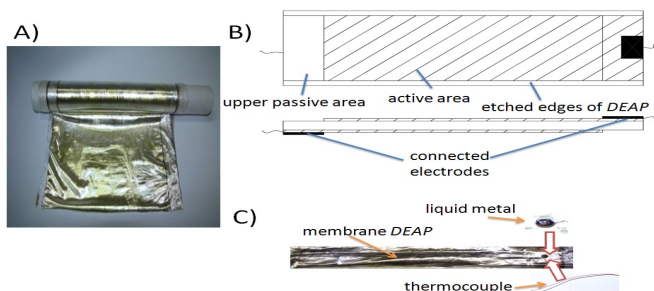 A)
B)
upper passive area
active area
etched edges of DEAP
connected
electrodes
C)
liquid metal
membrane DEAP
thermocouple